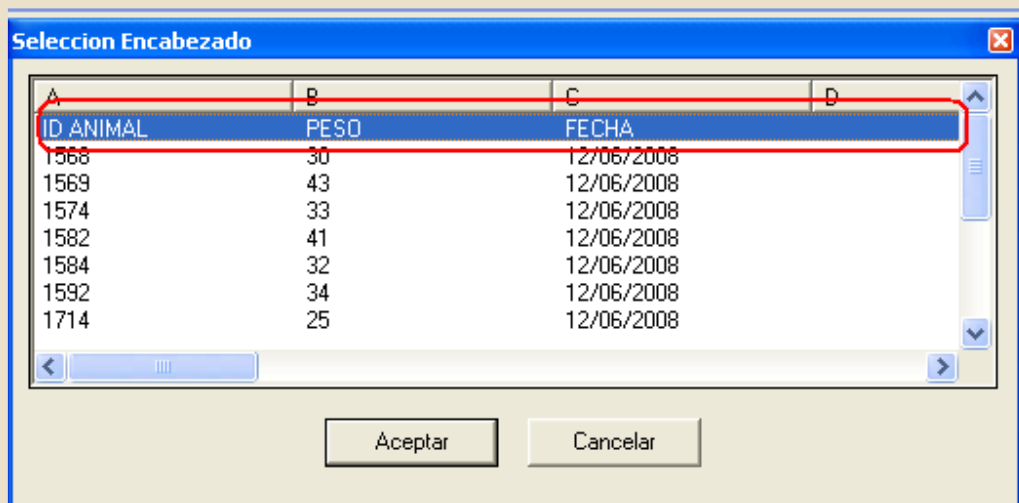 Seleccion Encabezado
A B C D
ID ANIMAL PESO FECHA
1568 30 12/06/2008
1569 43 12/06/2008
1574 33 12/06/2008
1582 41 12/06/2008
1584 32 12/06/2008
1592 34 12/06/2008
1714 25 12/06/2008
Aceptar Cancelar